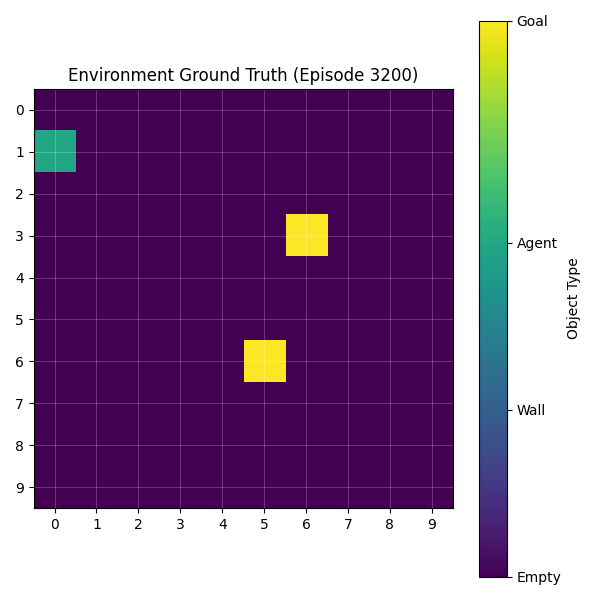 Environment Ground Truth (Episode 3200)
0
1
2
3
4
5
6
7
8
9
0 1 2 3 4 5 6 7 8 9
Goal
Agent
Wall
Empty
Object Type